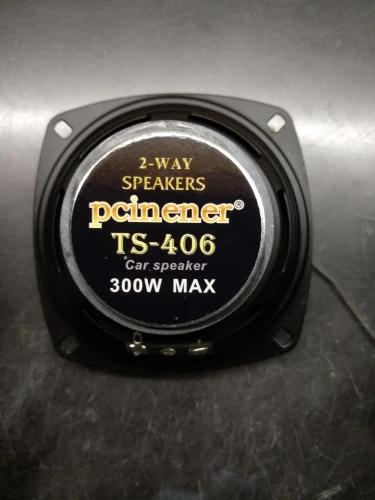 2-WAY
SPEAKERS
pcinener®
TS-406
Car speaker
300W MAX